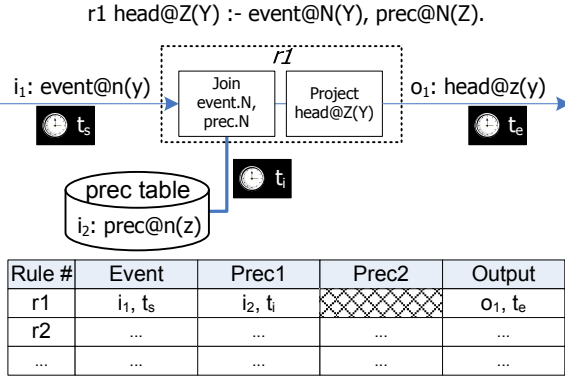 r1 head@Z(Y) :- event@N(Y), prec@N(Z).
r1
i₁: event@n(y)
Join
event.N,
prec.N
Project
head@Z(Y)
o₁: head@z(y)
tₛ
tₑ
tᵢ
prec table
i₂: prec@n(z)
Rule # Event Prec1 Prec2 Output
r1 i₁, tₛ i₂, tᵢ o₁, tₑ
r2 ... ... ... ...
... ... ... ... ...